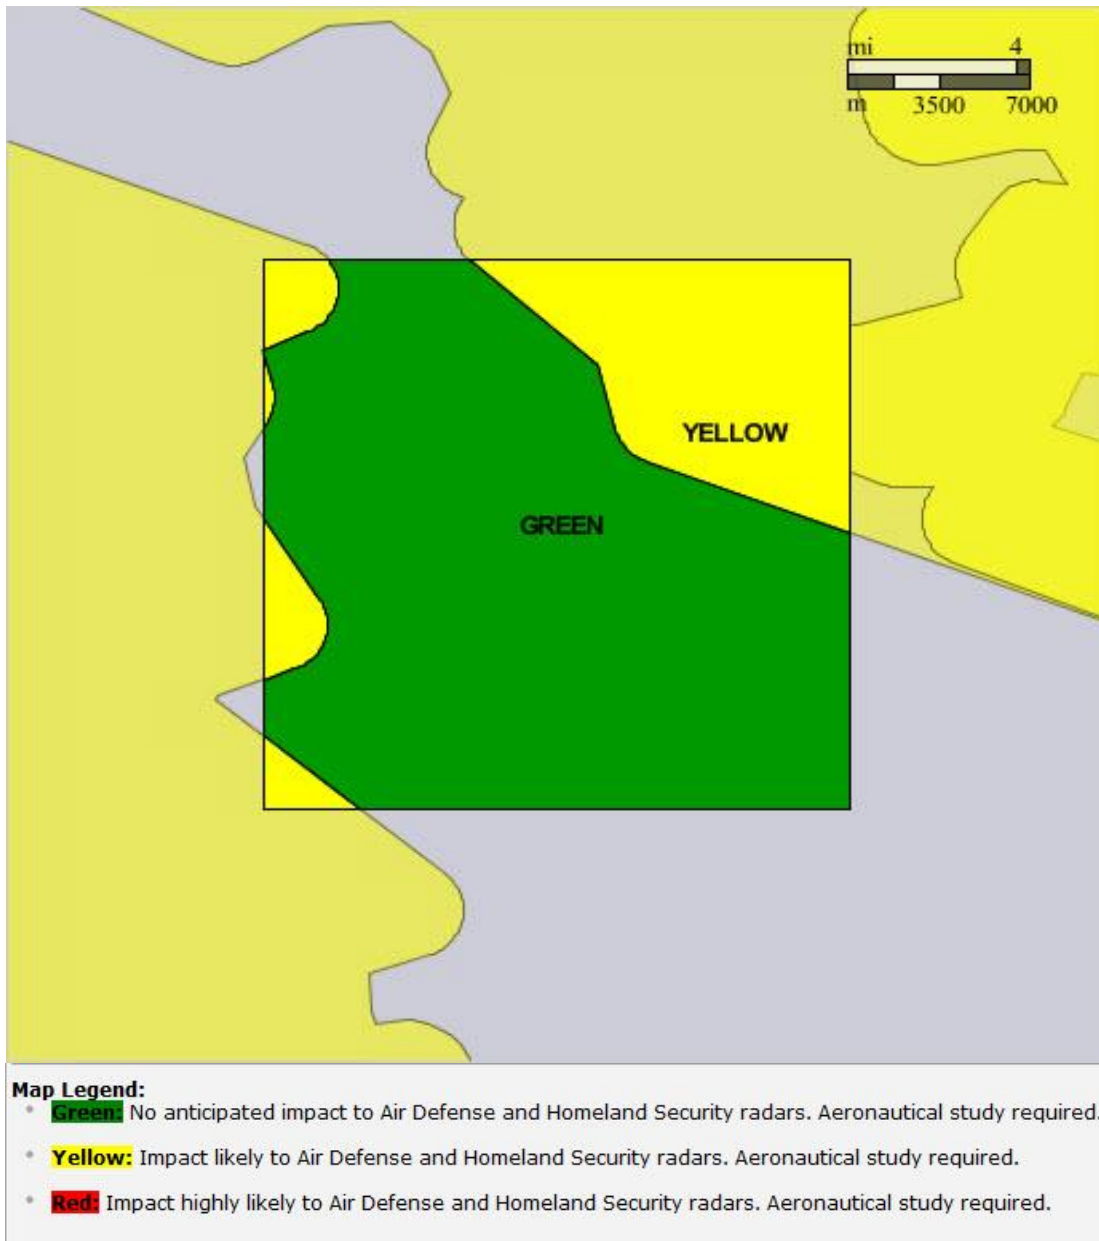 mi 4
m 3500 7000
YELLOW
GREEN
Map Legend:
Green: No anticipated impact to Air Defense and Homeland Security radars. Aeronautical study required.
Yellow: Impact likely to Air Defense and Homeland Security radars. Aeronautical study required.
Red: Impact highly likely to Air Defense and Homeland Security radars. Aeronautical study required.